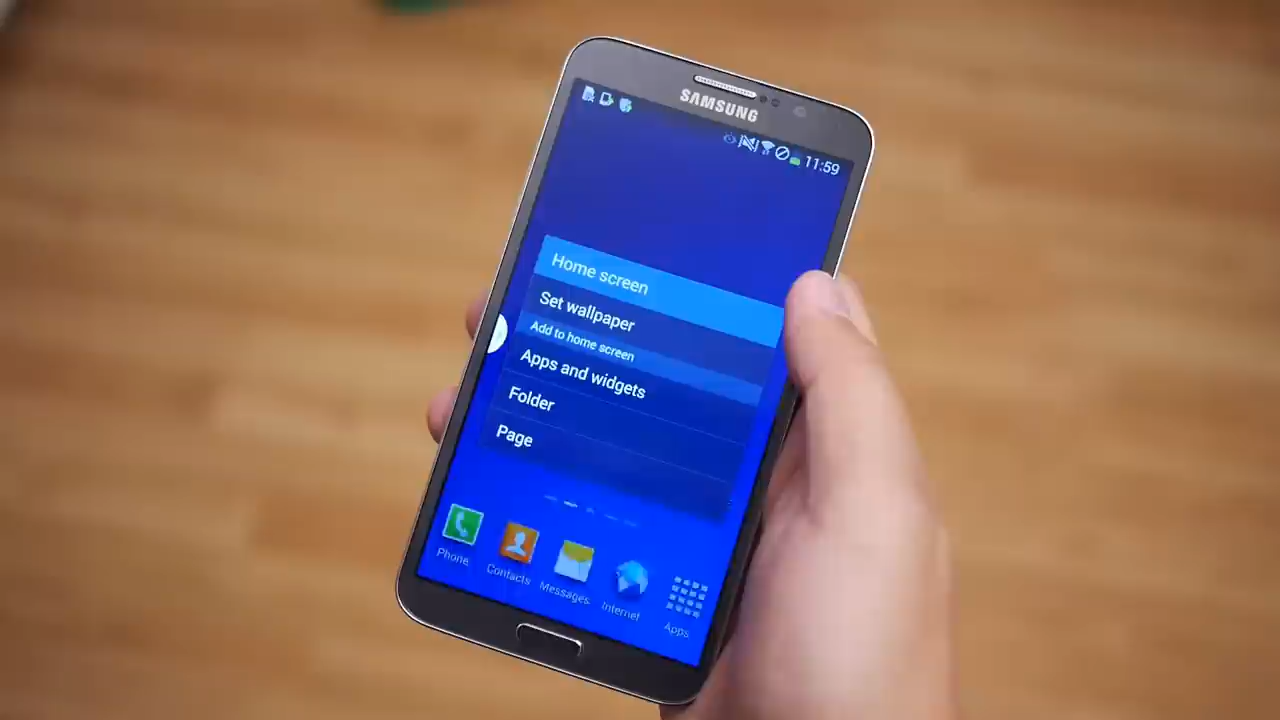 SAMSUNG
11:59
Home screen
Set wallpaper
Add to home screen
Apps and widgets
Folder
Page
Phone
Contacts
Messages
Internet
Apps